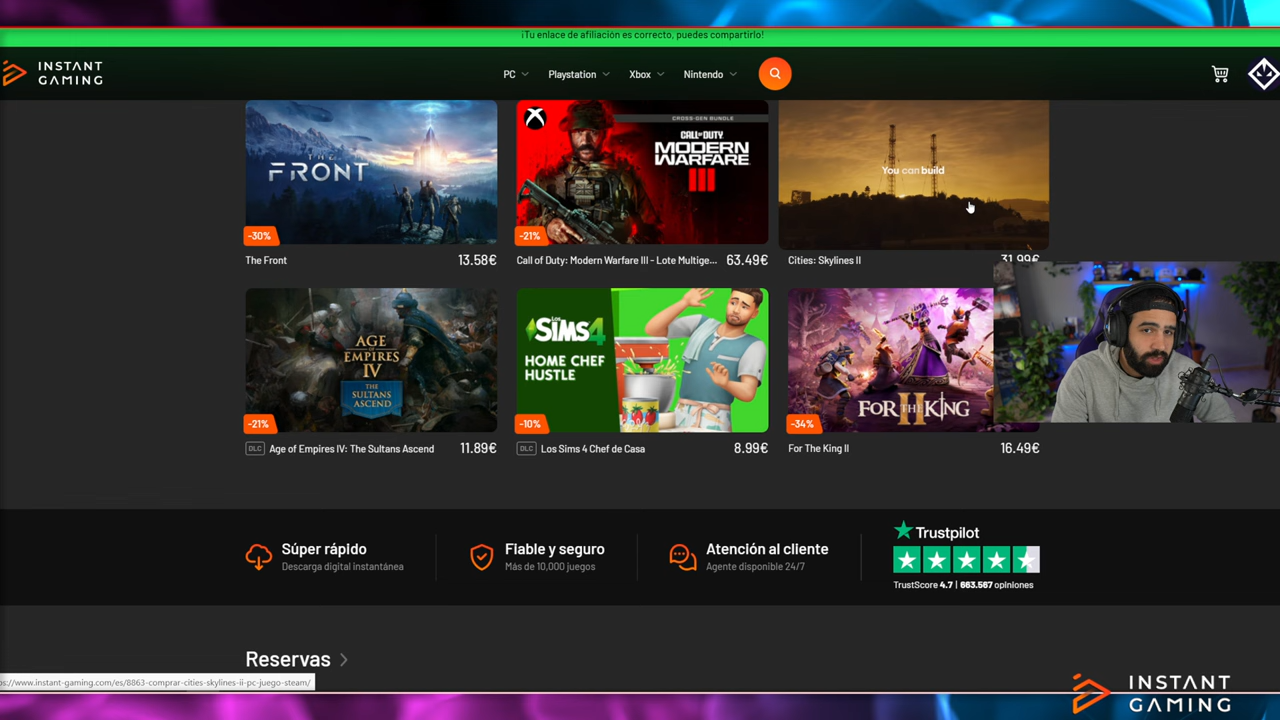 ¡Tu enlace de afiliación es correcto, puedes compartirlo!
INSTANT
GAMING
PC
Playstation
Xbox
Nintendo
THE
FRONT
-30%
The Front
13.58€
CROSS-GEN BUNDLE
CALL OF DUTY
MODERN
WARFARE
III
-21%
Call of Duty: Modern Warfare III - Lote Multige...
63.49€
You can build
Cities: Skylines II
31.99€
AGE
OF
EMPIRES
IV
THE
SULTANS
ASCEND
-21%
DLC
Age of Empires IV: The Sultans Ascend
11.89€
Los
SIMS 4
HOME CHEF
HUSTLE
-10%
DLC
Los Sims 4 Chef de Casa
8.99€
FOR THE KING
II
-34%
For The King II
16.49€
Súper rápido
Descarga digital instantánea
Fiable y seguro
Más de 10,000 juegos
Atención al cliente
Agente disponible 24/7
Trustpilot
TrustScore 4.7 | 663.567 opiniones
Reservas
ps://www.instant-gaming.com/es/8863-comprar-cities-skylines-ii-pc-juego-steam/
INSTANT
GAMING